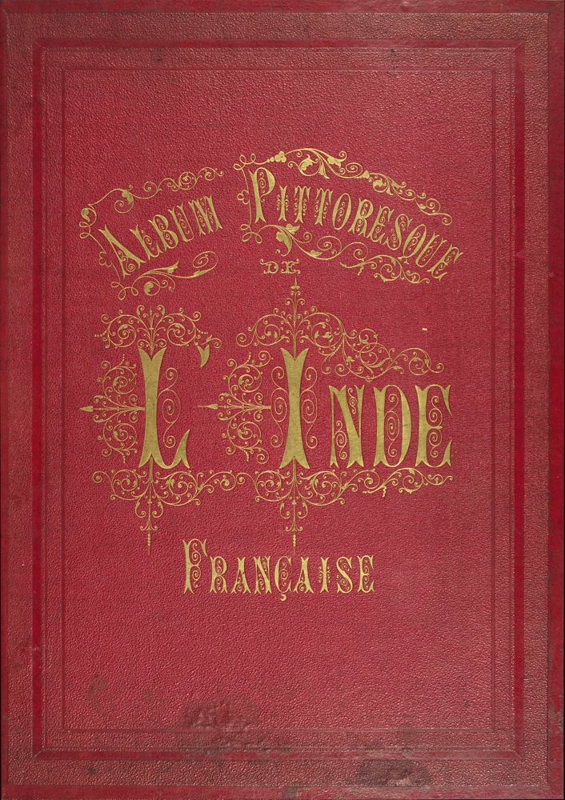 ALBUM PITTORESQUE
DE
L'INDE
FRANÇAISE